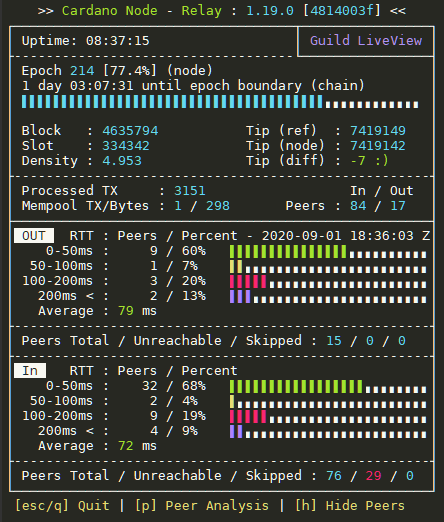 >> Cardano Node - Relay : 1.19.0 [4814003f] <<
Uptime: 08:37:15 Guild LiveView
Epoch 214 [77.4%] (node)
1 day 03:07:31 until epoch boundary (chain)
Block : 4635794 Tip (ref) : 7419149
Slot : 334342 Tip (node) : 7419142
Density : 4.953 Tip (diff) : -7 :)
Processed TX : 3151 In / Out
Mempool TX/Bytes : 1 / 298 Peers : 84 / 17
OUT RTT : Peers / Percent - 2020-09-01 18:36:03 Z
0-50ms : 9 / 60%
50-100ms : 1 / 7%
100-200ms : 3 / 20%
200ms < : 2 / 13%
Average : 79 ms
Peers Total / Unreachable / Skipped : 15 / 0 / 0
In RTT : Peers / Percent
0-50ms : 32 / 68%
50-100ms : 2 / 4%
100-200ms : 9 / 19%
200ms < : 4 / 9%
Average : 72 ms
Peers Total / Unreachable / Skipped : 76 / 29 / 0
[esc/q] Quit | [p] Peer Analysis | [h] Hide Peers